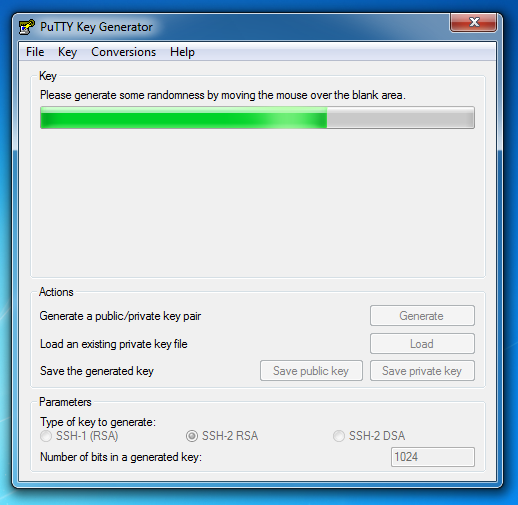 PuTTY Key Generator
File Key Conversions Help
Key
Please generate some randomness by moving the mouse over the blank area.
Actions
Generate a public/private key pair Generate
Load an existing private key file Load
Save the generated key Save public key Save private key
Parameters
Type of key to generate:
SSH-1 (RSA) SSH-2 RSA SSH-2 DSA
Number of bits in a generated key: 1024